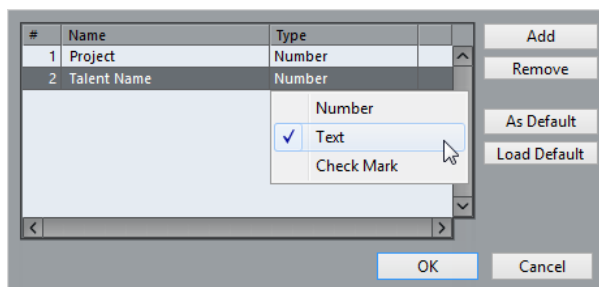 # Name Type
1 Project Number
2 Talent Name Number
Number
✓ Text
Check Mark
Add
Remove
As Default
Load Default
OK Cancel